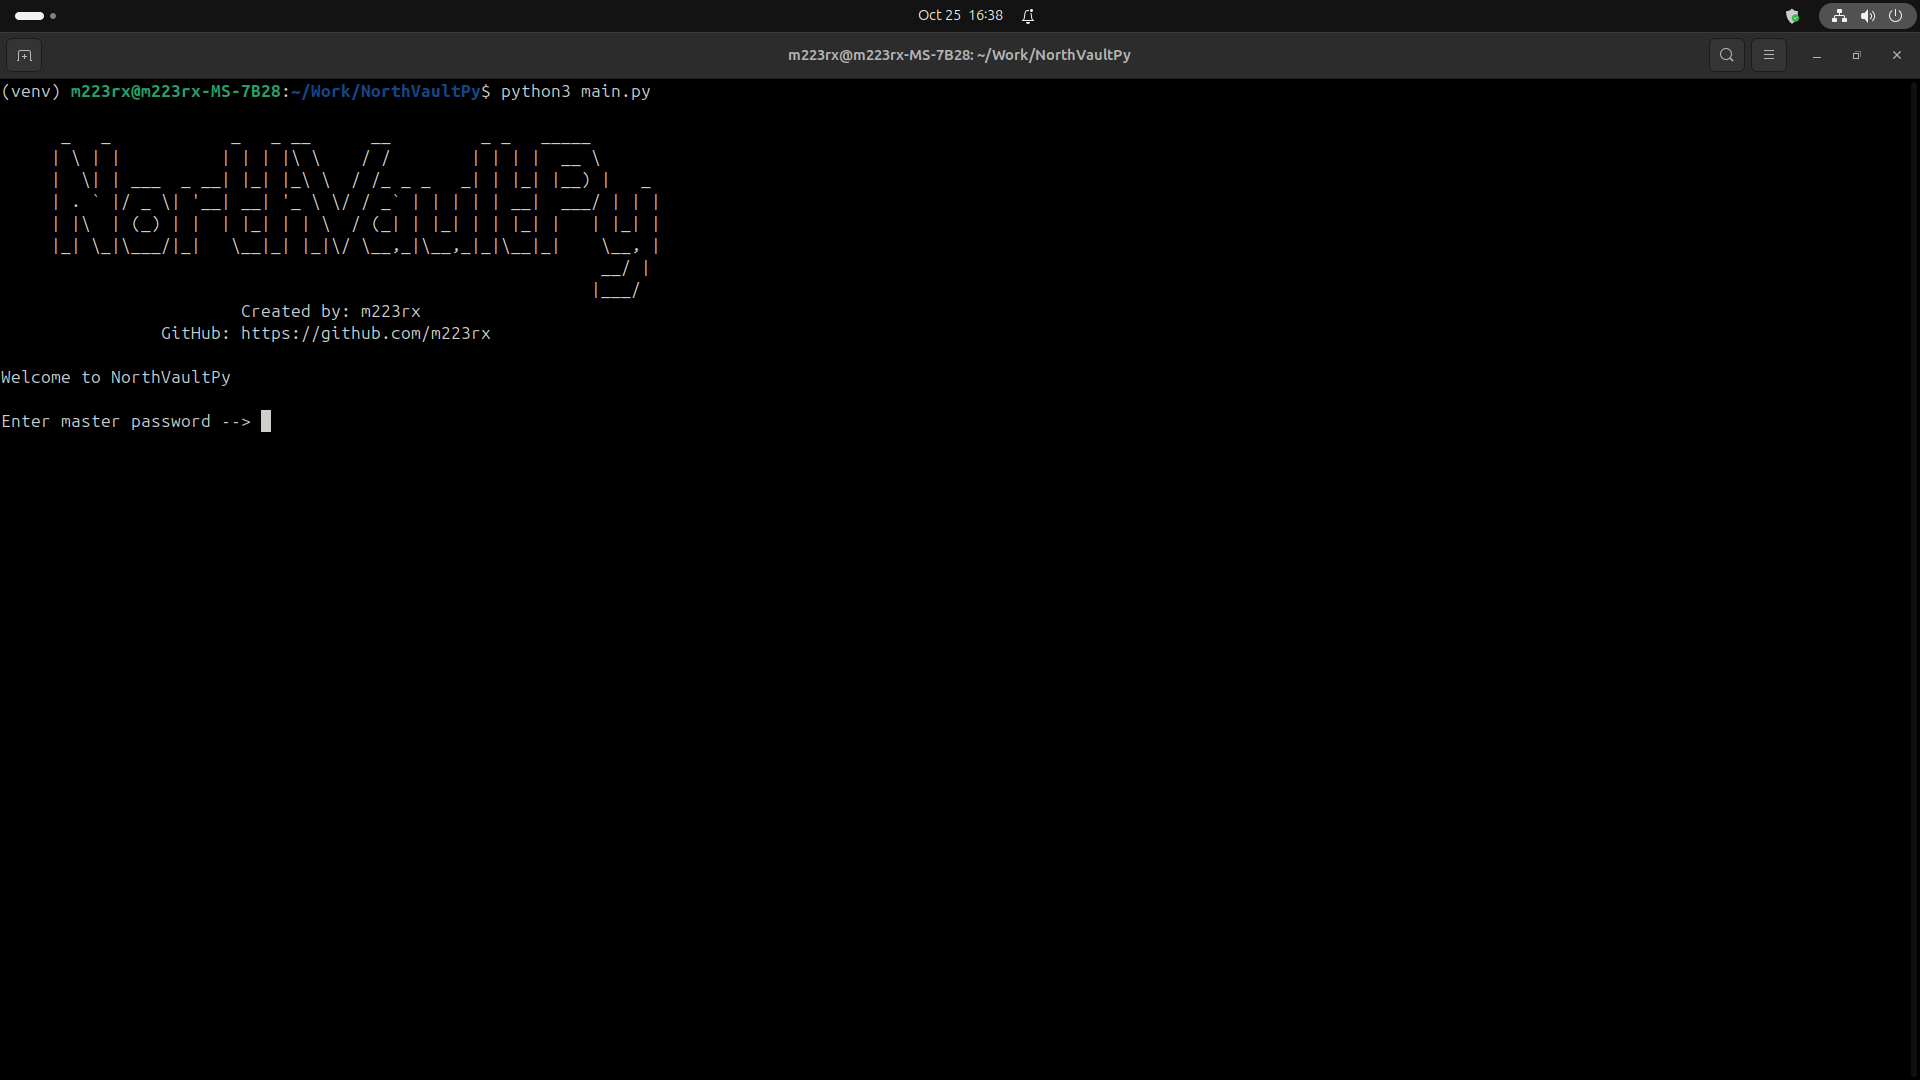 Oct 25 16:38
m223rx@m223rx-MS-7B28: ~/Work/NorthVaultPy
(venv) m223rx@m223rx-MS-7B28:~/Work/NorthVaultPy$ python3 main.py
NorthVaultPy
Created by: m223rx
GitHub: https://github.com/m223rx
Welcome to NorthVaultPy
Enter master password -->